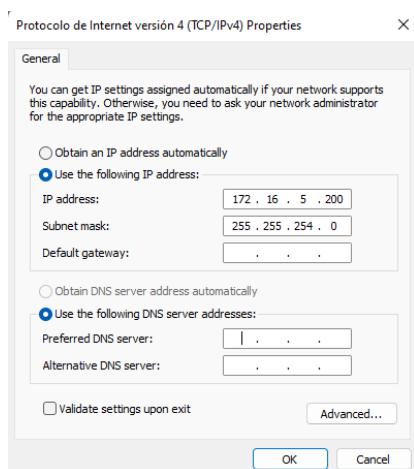 Protocolo de Internet versión 4 (TCP/IPv4) Properties
General
You can get IP settings assigned automatically if your network supports
this capability. Otherwise, you need to ask your network administrator
for the appropriate IP settings.
Obtain an IP address automatically
Use the following IP address:
IP address: 172 . 16 . 5 . 200
Subnet mask: 255 . 255 . 254 . 0
Default gateway: . . .
Obtain DNS server address automatically
Use the following DNS server addresses:
Preferred DNS server: . . .
Alternative DNS server: . . .
Validate settings upon exit
Advanced...
OK Cancel